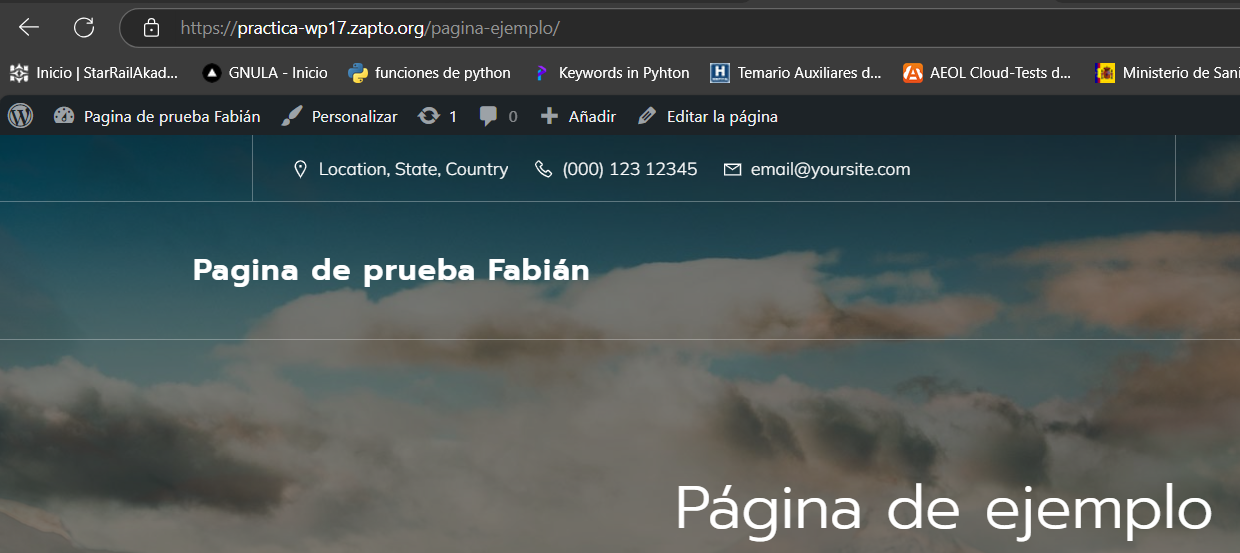 https://practica-wp17.zapto.org/pagina-ejemplo/
Inicio | StarRailAkad... GNULA - Inicio funciones de python Keywords in Pyhton Temario Auxiliares d... AEOL Cloud-Tests d... Ministerio de Sani
Pagina de prueba Fabián Personalizar 1 0 Añadir Editar la página
Location, State, Country (000) 123 12345 email@yoursite.com
Pagina de prueba Fabián
Página de ejemplo